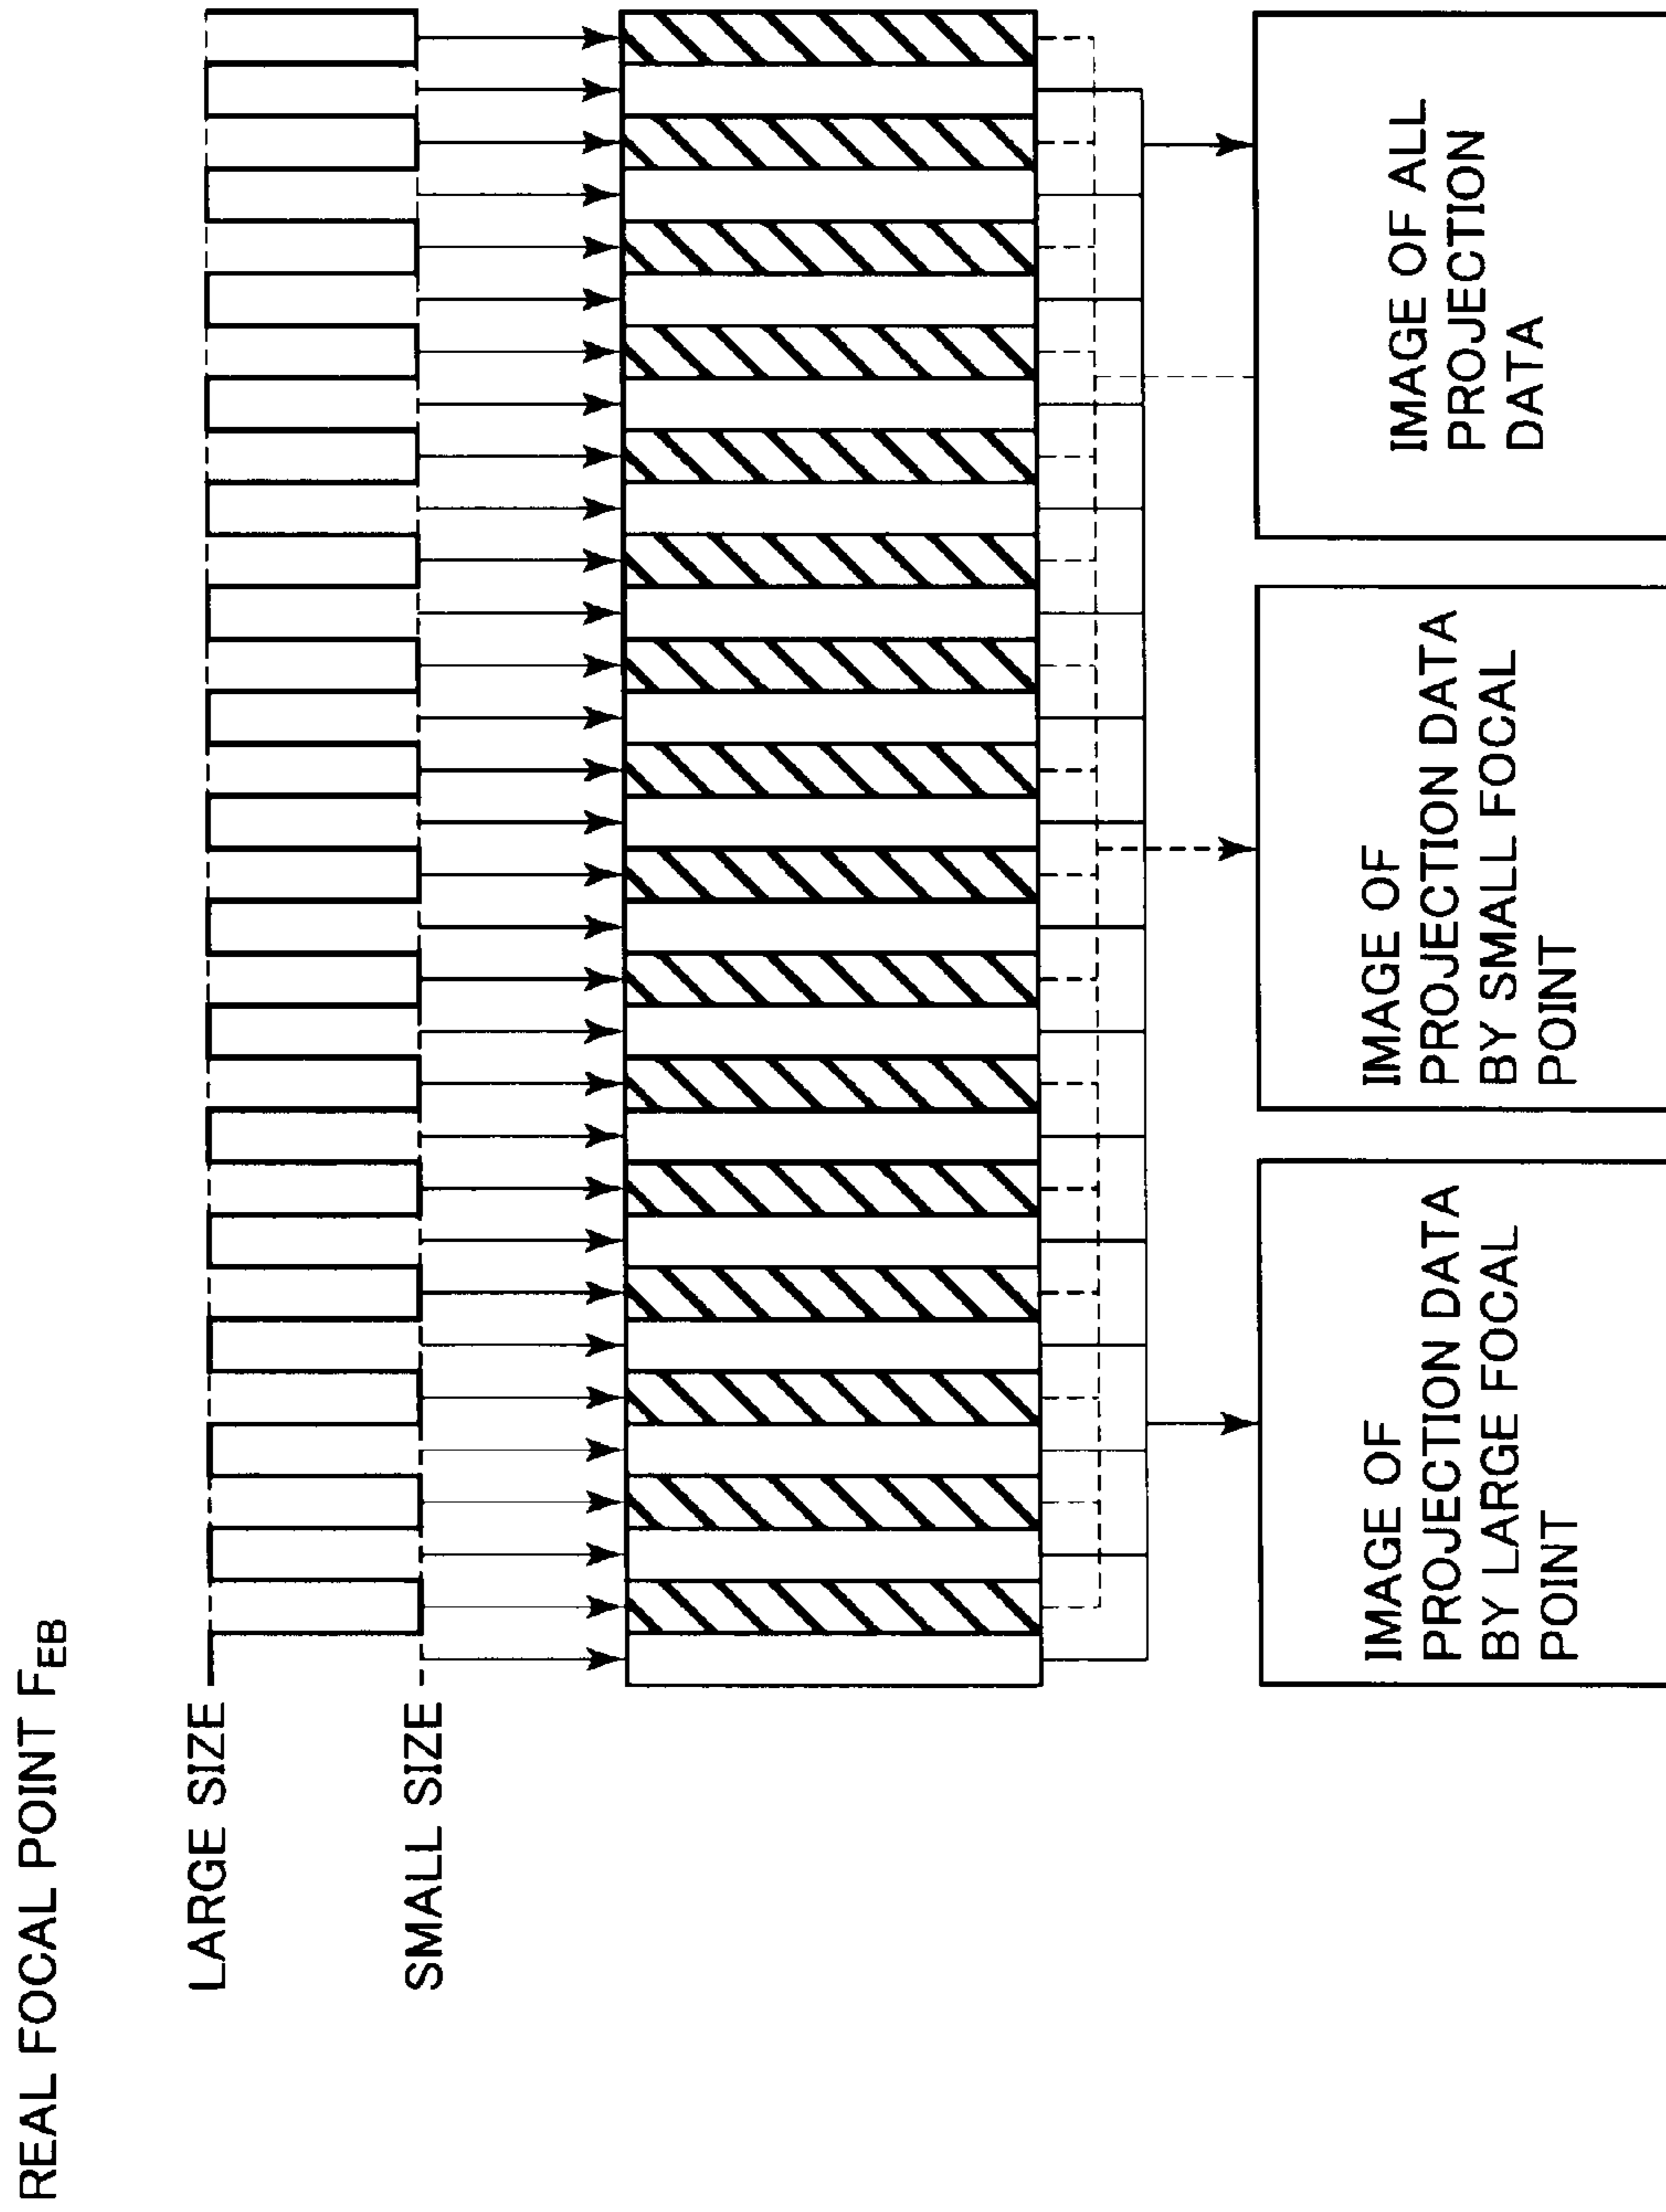 REAL FOCAL POINT FEB
LARGE SIZE
SMALL SIZE
IMAGE OF
PROJECTION DATA
BY LARGE FOCAL
POINT
IMAGE OF
PROJECTION DATA
BY SMALL FOCAL
POINT
IMAGE OF ALL
PROJECTION
DATA